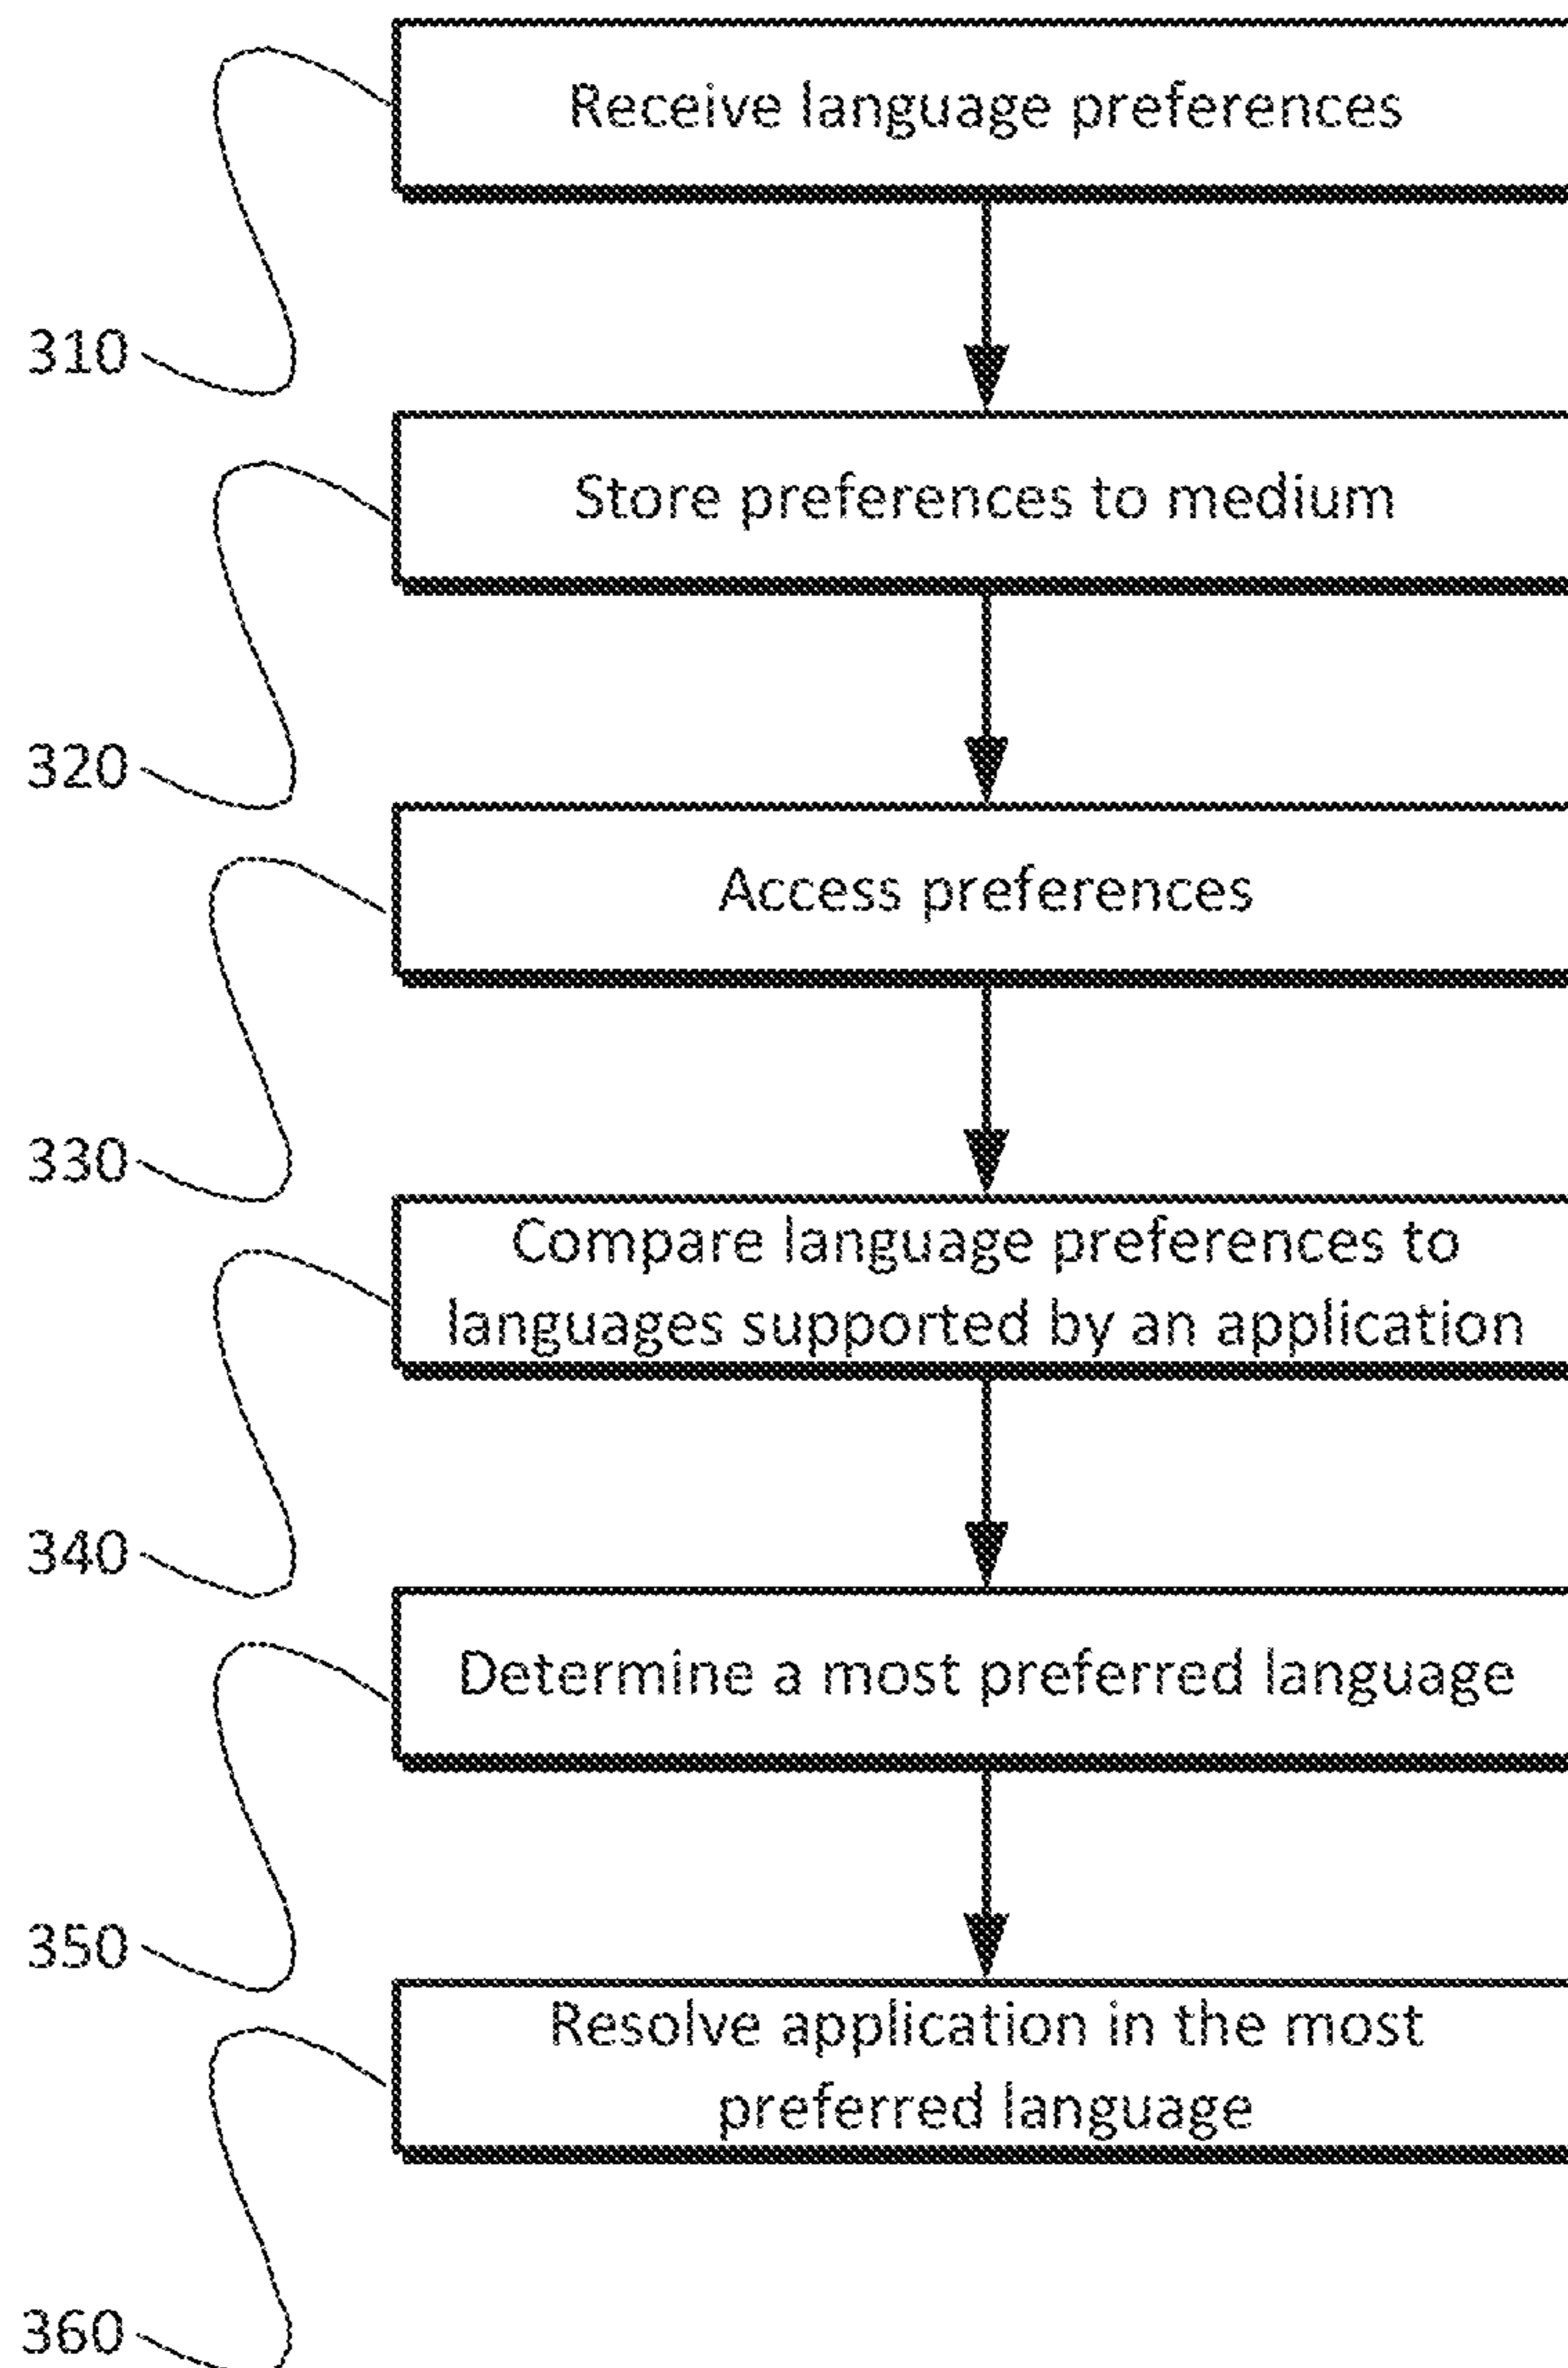 Receive language preferences
310
Store preferences to medium
320
Access preferences
330
Compare language preferences to
languages supported by an application
340
Determine a most preferred language
350
Resolve application in the most
preferred language
360